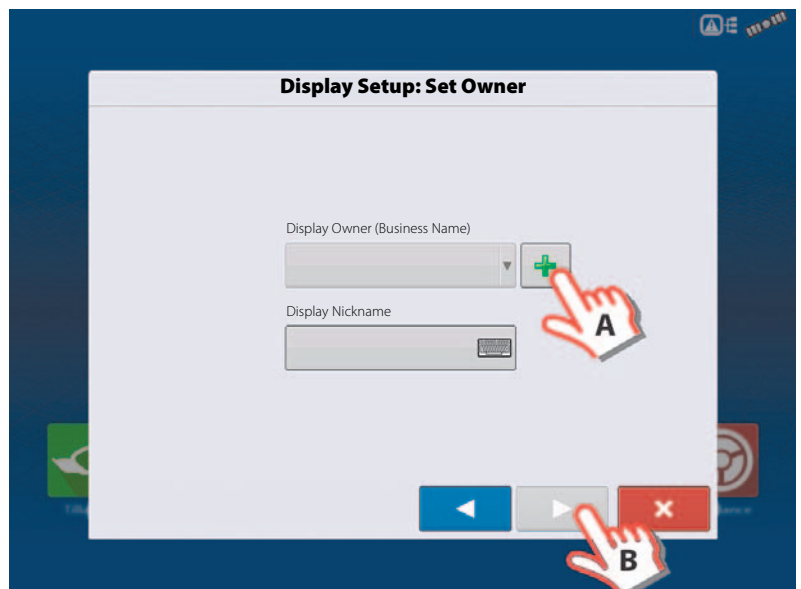 Display Setup: Set Owner
Display Owner (Business Name)
A
Display Nickname
B